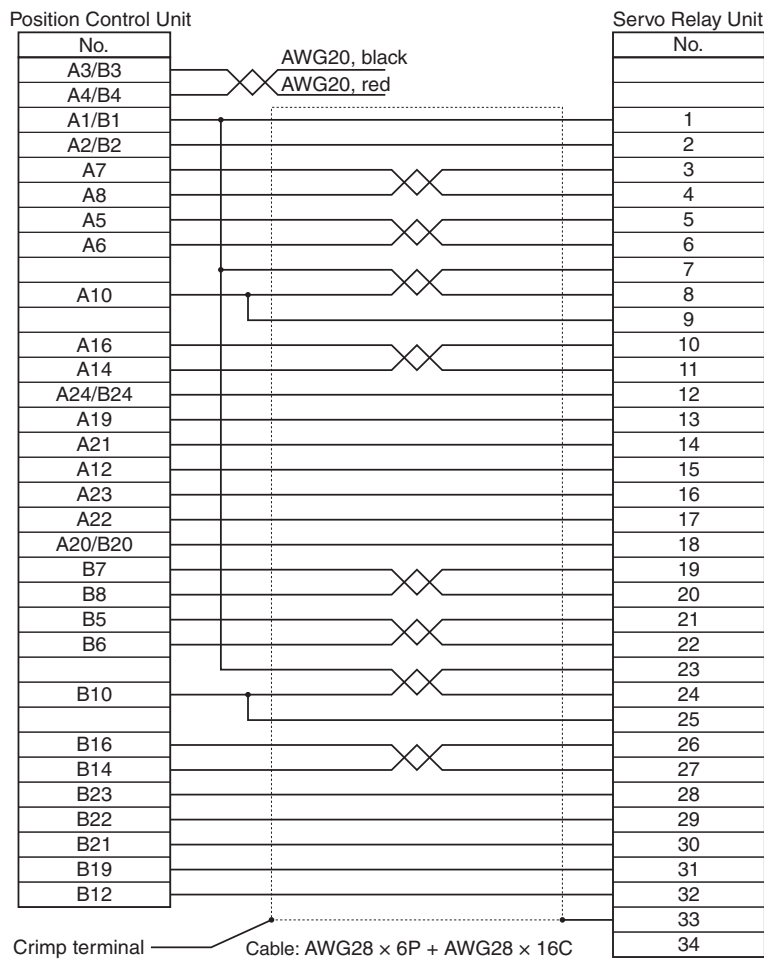 Position Control Unit Servo Relay Unit
No. No.
A3/B3 AWG20, black
A4/B4 AWG20, red
A1/B1 1
A2/B2 2
A7 3
A8 4
A5 5
A6 6
7
A10 8
9
A16 10
A14 11
A24/B24 12
A19 13
A21 14
A12 15
A23 16
A22 17
A20/B20 18
B7 19
B8 20
B5 21
B6 22
23
B10 24
25
B16 26
B14 27
B23 28
B22 29
B21 30
B19 31
B12 32
33
Crimp terminal Cable: AWG28 × 6P + AWG28 × 16C 34